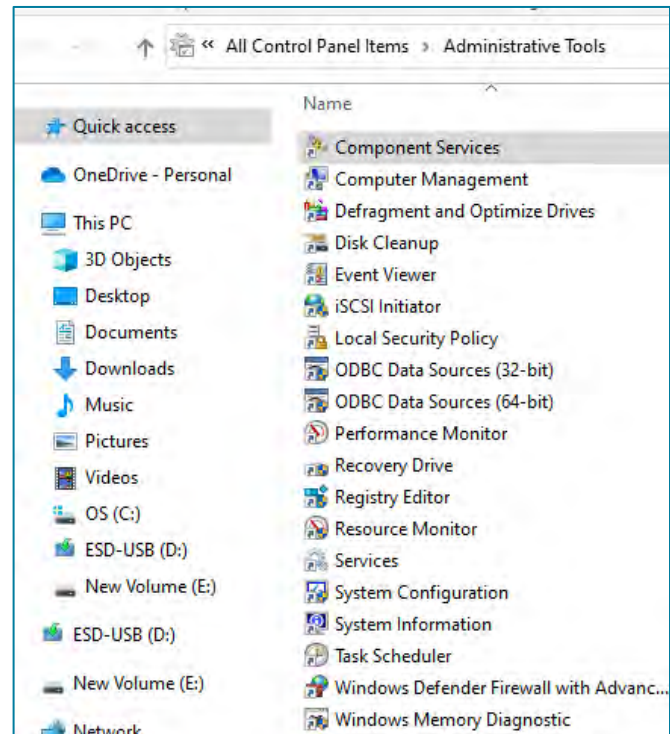 « All Control Panel Items › Administrative Tools
Quick access
OneDrive - Personal
This PC
3D Objects
Desktop
Documents
Downloads
Music
Pictures
Videos
OS (C:)
ESD-USB (D:)
New Volume (E:)
ESD-USB (D:)
New Volume (E:)
Network
Name
Component Services
Computer Management
Defragment and Optimize Drives
Disk Cleanup
Event Viewer
iSCSI Initiator
Local Security Policy
ODBC Data Sources (32-bit)
ODBC Data Sources (64-bit)
Performance Monitor
Recovery Drive
Registry Editor
Resource Monitor
Services
System Configuration
System Information
Task Scheduler
Windows Defender Firewall with Advanc...
Windows Memory Diagnostic